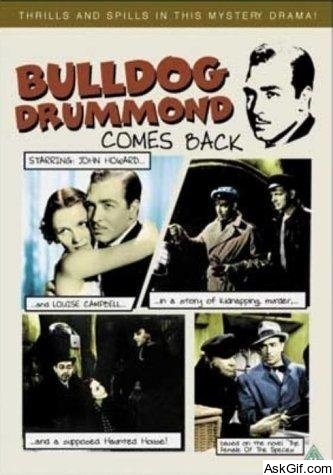 THRILLS AND SPILLS IN THIS MYSTERY DRAMA!
BULLDOG
DRUMMOND
COMES BACK
STARRING: JOHN HOWARD...
...and LOUISE CAMPBELL...
...in a story of kidnapping, murder,...
...and a supposed Haunted House!
based on the novel 'The
Female Of The Species'
AskGif.com